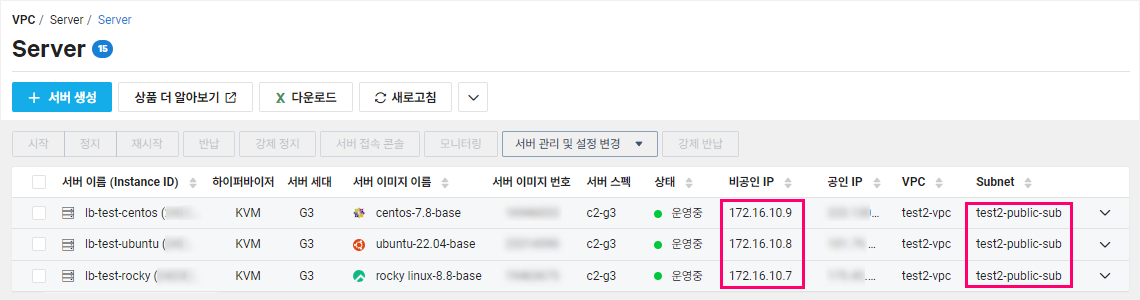 VPC / Server / Server
Server 15
+ 서버 생성 상품 더 알아보기 다운로드 새로고침
시작 정지 재시작 반납 강제 정지 서버 접속 콘솔 모니터링 서버 관리 및 설정 변경 강제 반납
서버 이름 (Instance ID) 하이퍼바이저 서버 세대 서버 이미지 이름 서버 이미지 번호 서버 스펙 상태 비공인 IP 공인 IP VPC Subnet
lb-test-centos ( KVM G3 centos-7.8-base c2-g3 운영중 172.16.10.9 test2-vpc test2-public-sub
lb-test-ubuntu ( KVM G3 ubuntu-22.04-base c2-g3 운영중 172.16.10.8 test2-vpc test2-public-sub
lb-test-rocky ( KVM G3 rocky linux-8.8-base c2-g3 운영중 172.16.10.7 test2-vpc test2-public-sub